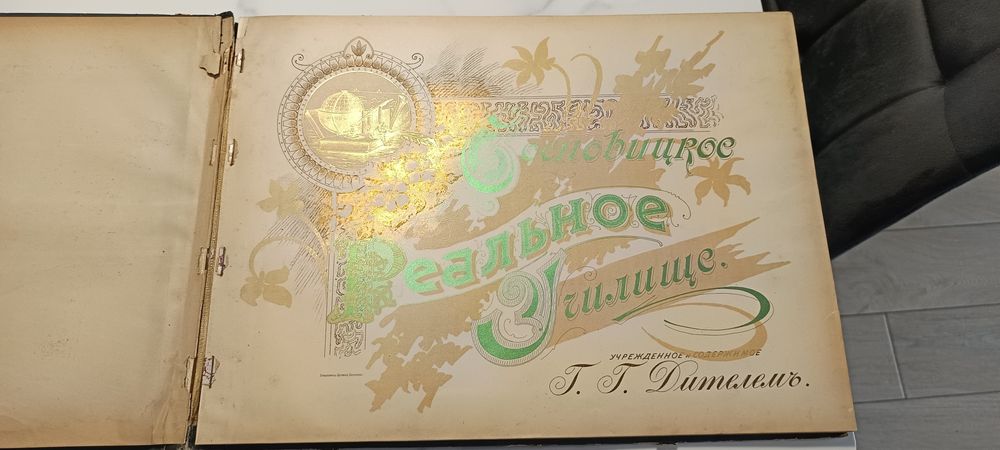 Сосновицкое
Реальное
Училище.
УЧРЕЖДЕННОЕ и СОДЕРЖИМОЕ
Г. Г. Дителемъ.